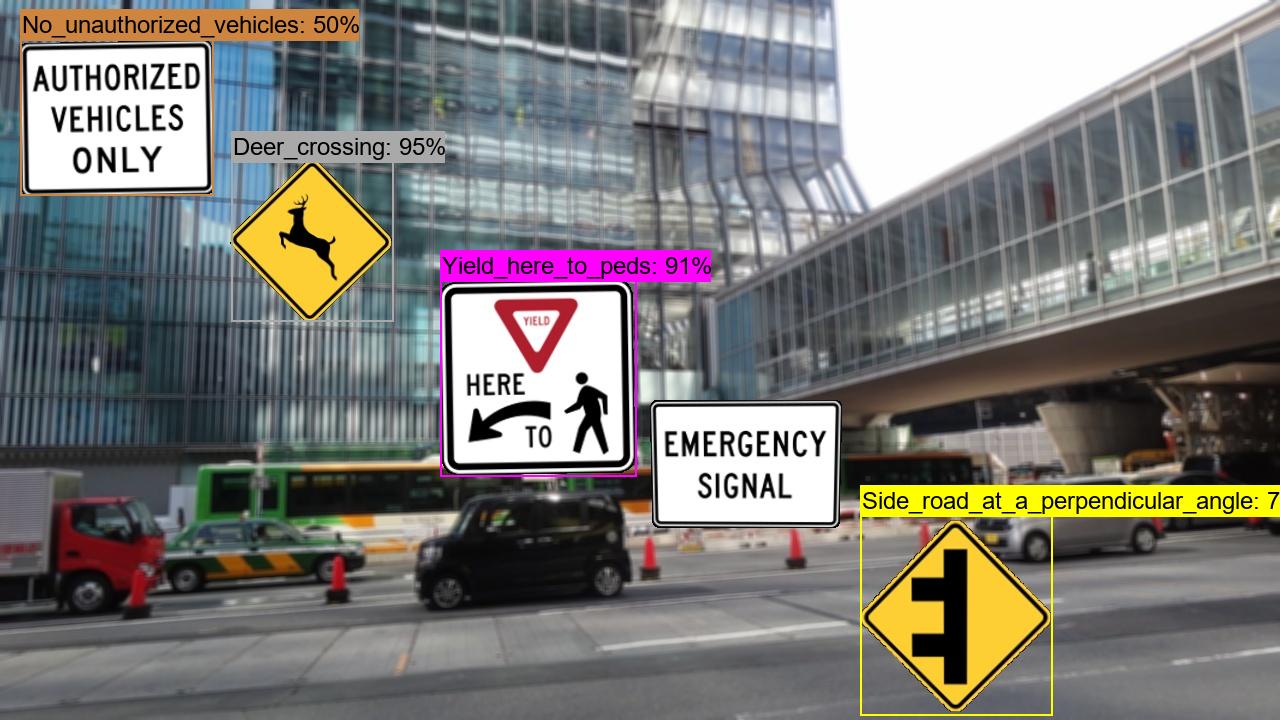 No_unauthorized_vehicles: 50%
AUTHORIZED
VEHICLES
ONLY
Deer_crossing: 95%
Yield_here_to_peds: 91%
YIELD
HERE
TO
EMERGENCY
SIGNAL
Side_road_at_a_perpendicular_angle: 7